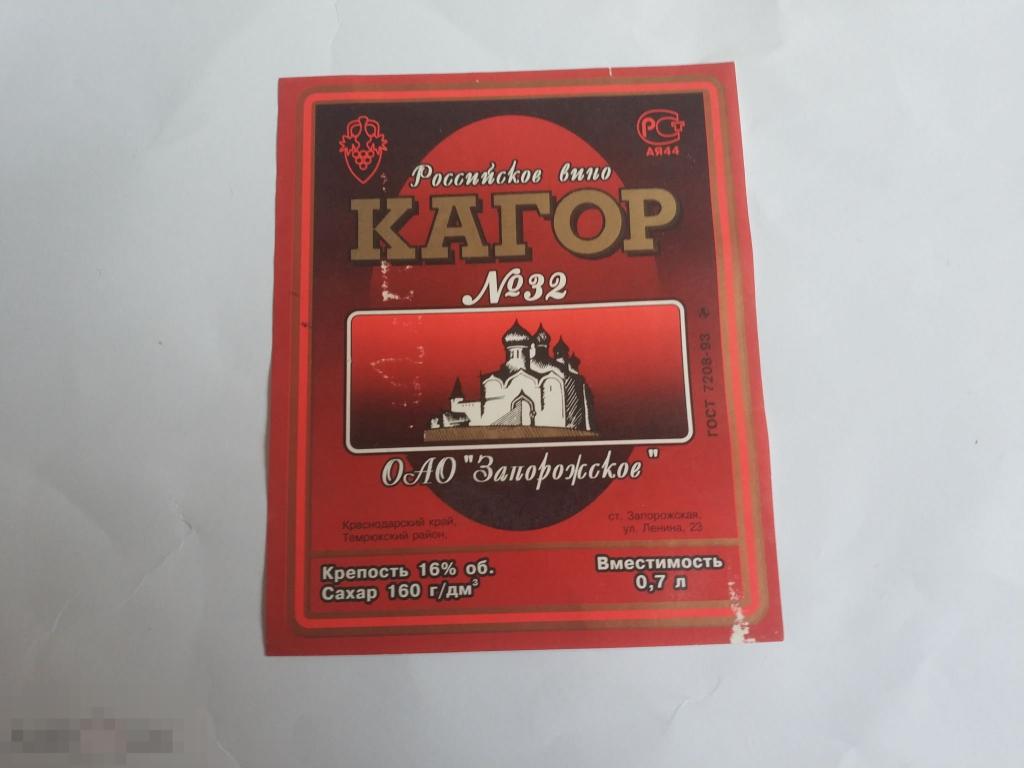 РСТ
АЯ44
Российское вино
КАГОР
№32
ГОСТ 7208-93
ОАО "Запорожское"
Краснодарский край,
Темрюкский район,
ст. Запорожская,
ул. Ленина, 23
Крепость 16% об.
Сахар 160 г/дм³
Вместимость
0,7 л